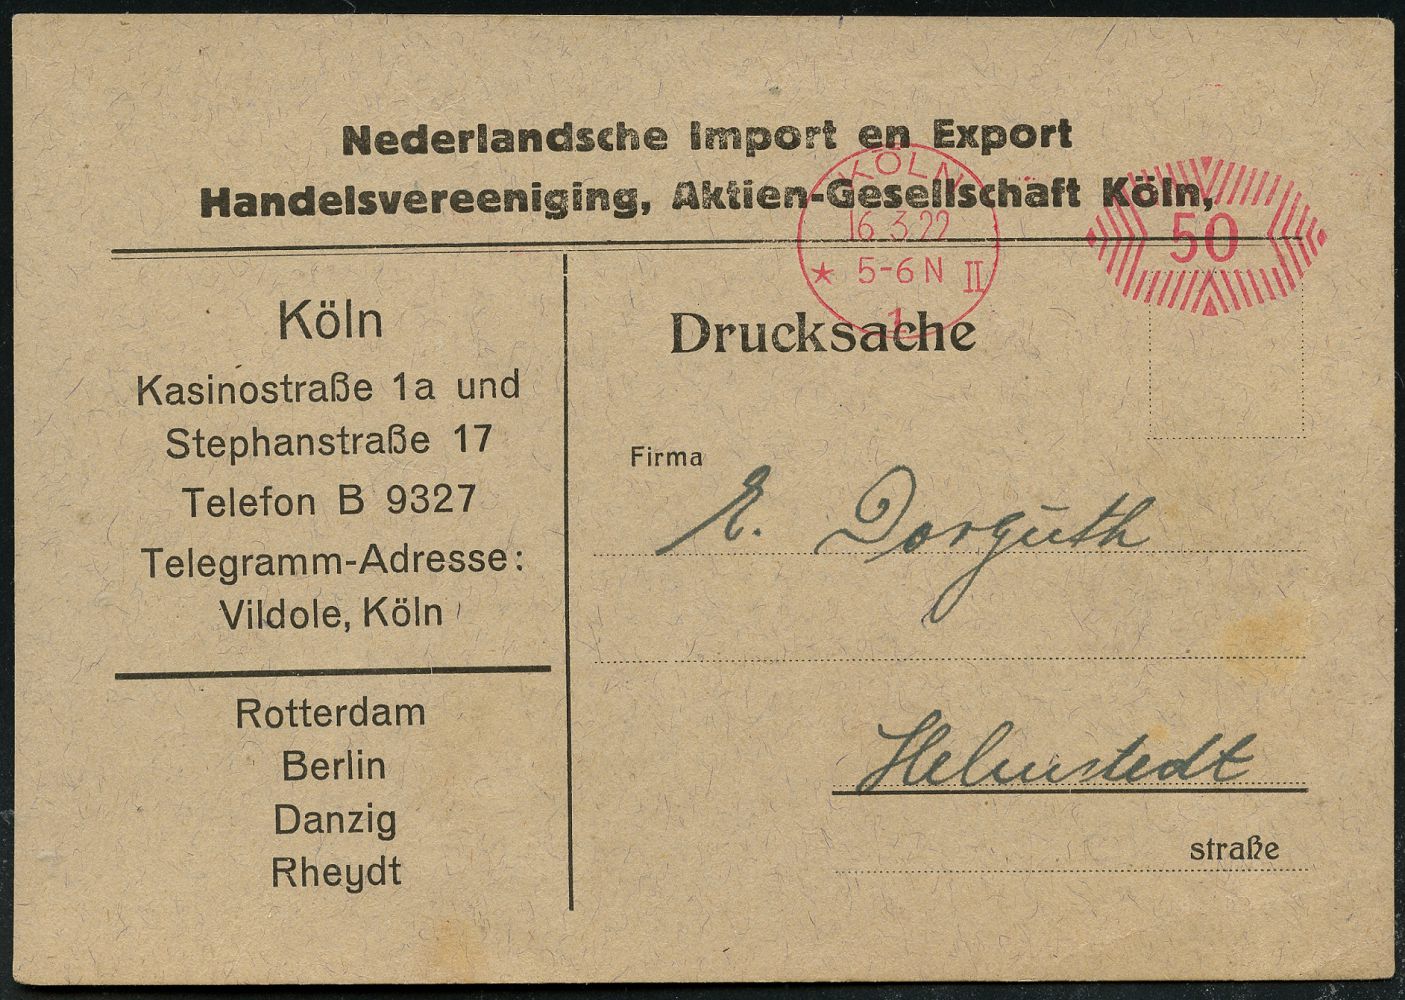 Nederlandsche Import en Export
Handelsvereeniging, Aktien-Gesellschaft Köln,
KÖLN
16.3.22
* 5-6 N II
1
50
Köln
Kasinostraße 1a und
Stephanstraße 17
Telefon B 9327
Telegramm-Adresse:
Vildole, Köln
Rotterdam
Berlin
Danzig
Rheydt
Drucksache
Firma
E. Dorguth
Helmstedt
straße